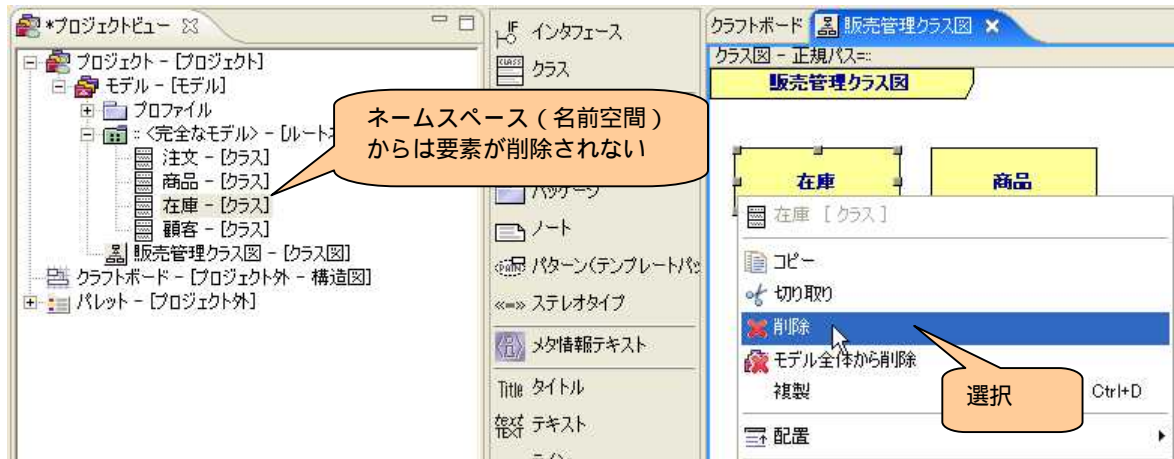 *プロジェクトビュー
プロジェクト - [プロジェクト]
モデル - [モデル]
プロファイル
:: <完全なモデル> - [ルート
注文 - [クラス]
商品 - [クラス]
在庫 - [クラス]
顧客 - [クラス]
販売管理クラス図 - [クラス図]
クラフトボード - [プロジェクト外 - 構造図]
パレット - [プロジェクト外]
ネームスペース（名前空間）
からは要素が削除されない
IF インタフェース
CLASS クラス
パッケージ
ノート
パターン(テンプレートパッ
«=» ステレオタイプ
メタ情報テキスト
Title タイトル
text TEXT テキスト
クラフトボード
販売管理クラス図
クラス図 - 正規パス=::
販売管理クラス図
在庫
商品
在庫 [クラス]
コピー
切り取り
削除
モデル全体から削除
複製 Ctrl+D
配置
選択